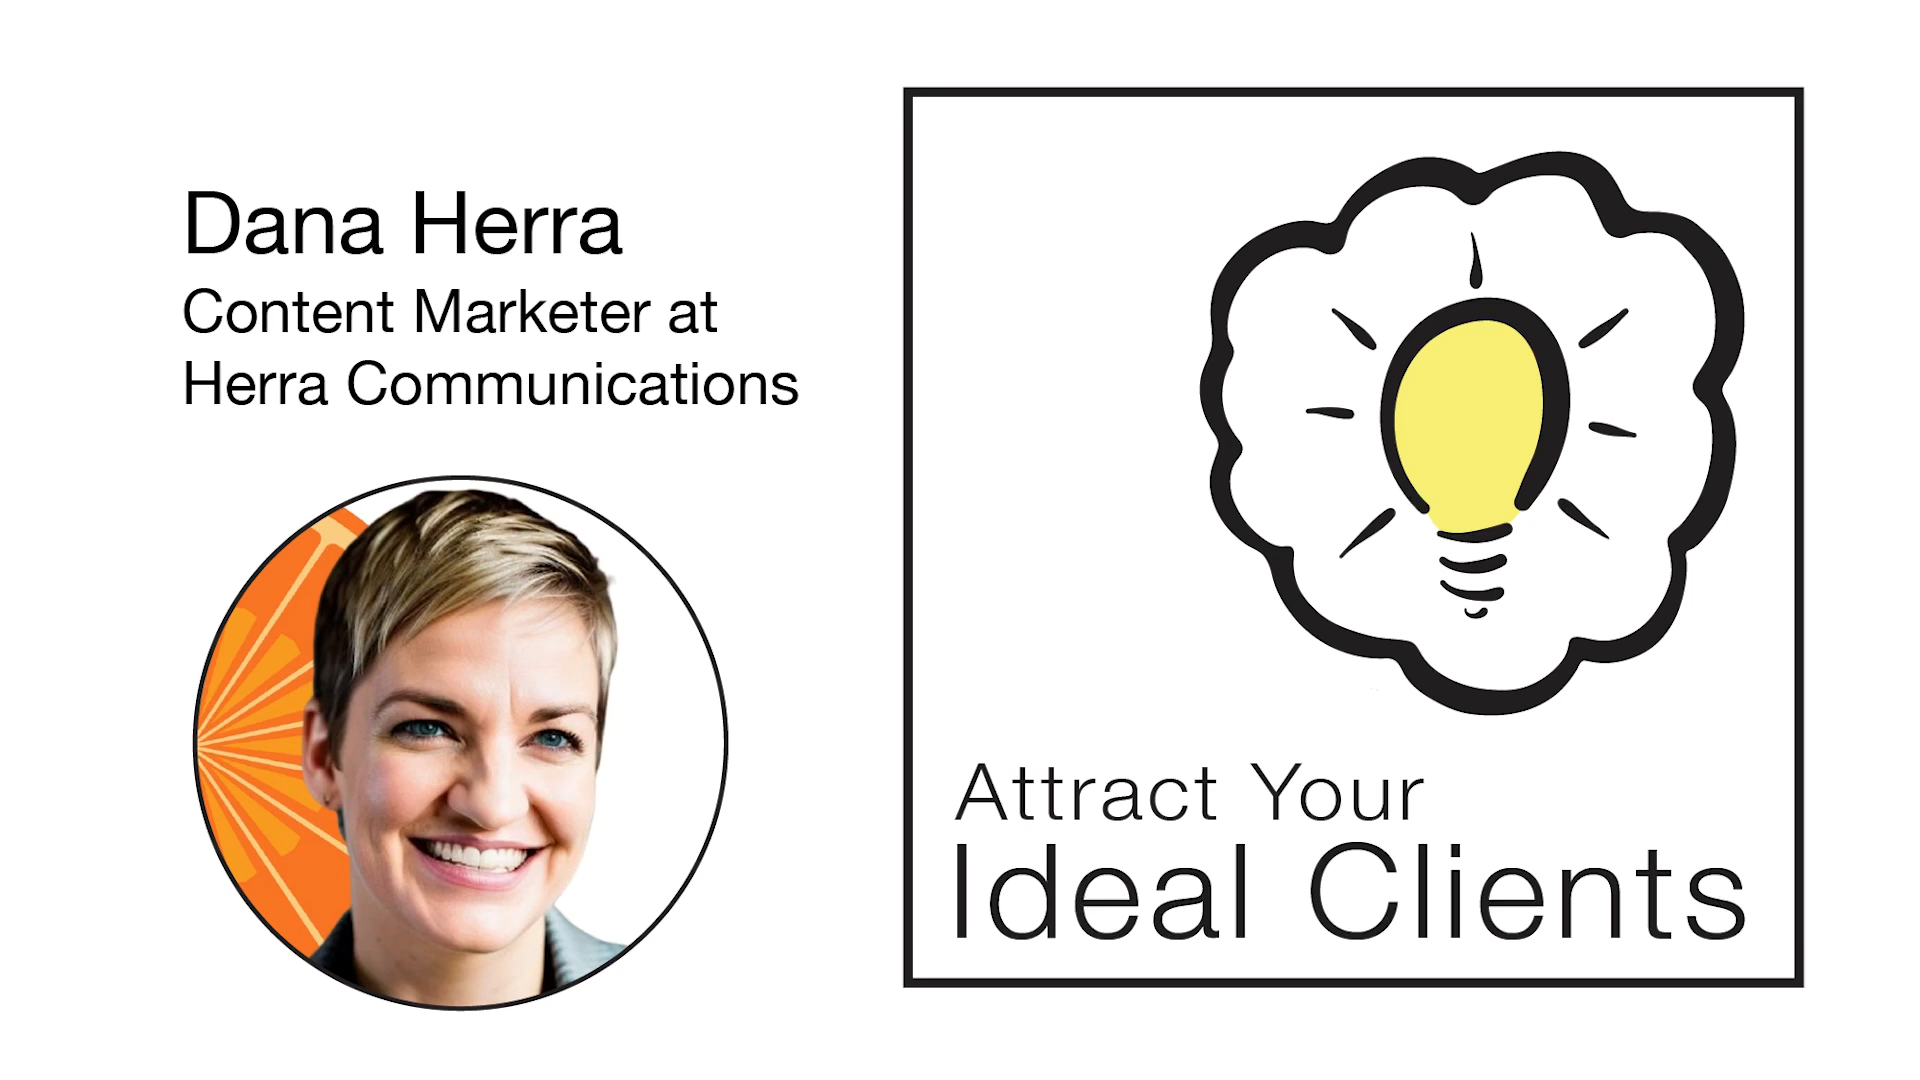 Dana Herra
Content Marketer at
Herra Communications
Attract Your
Ideal Clients